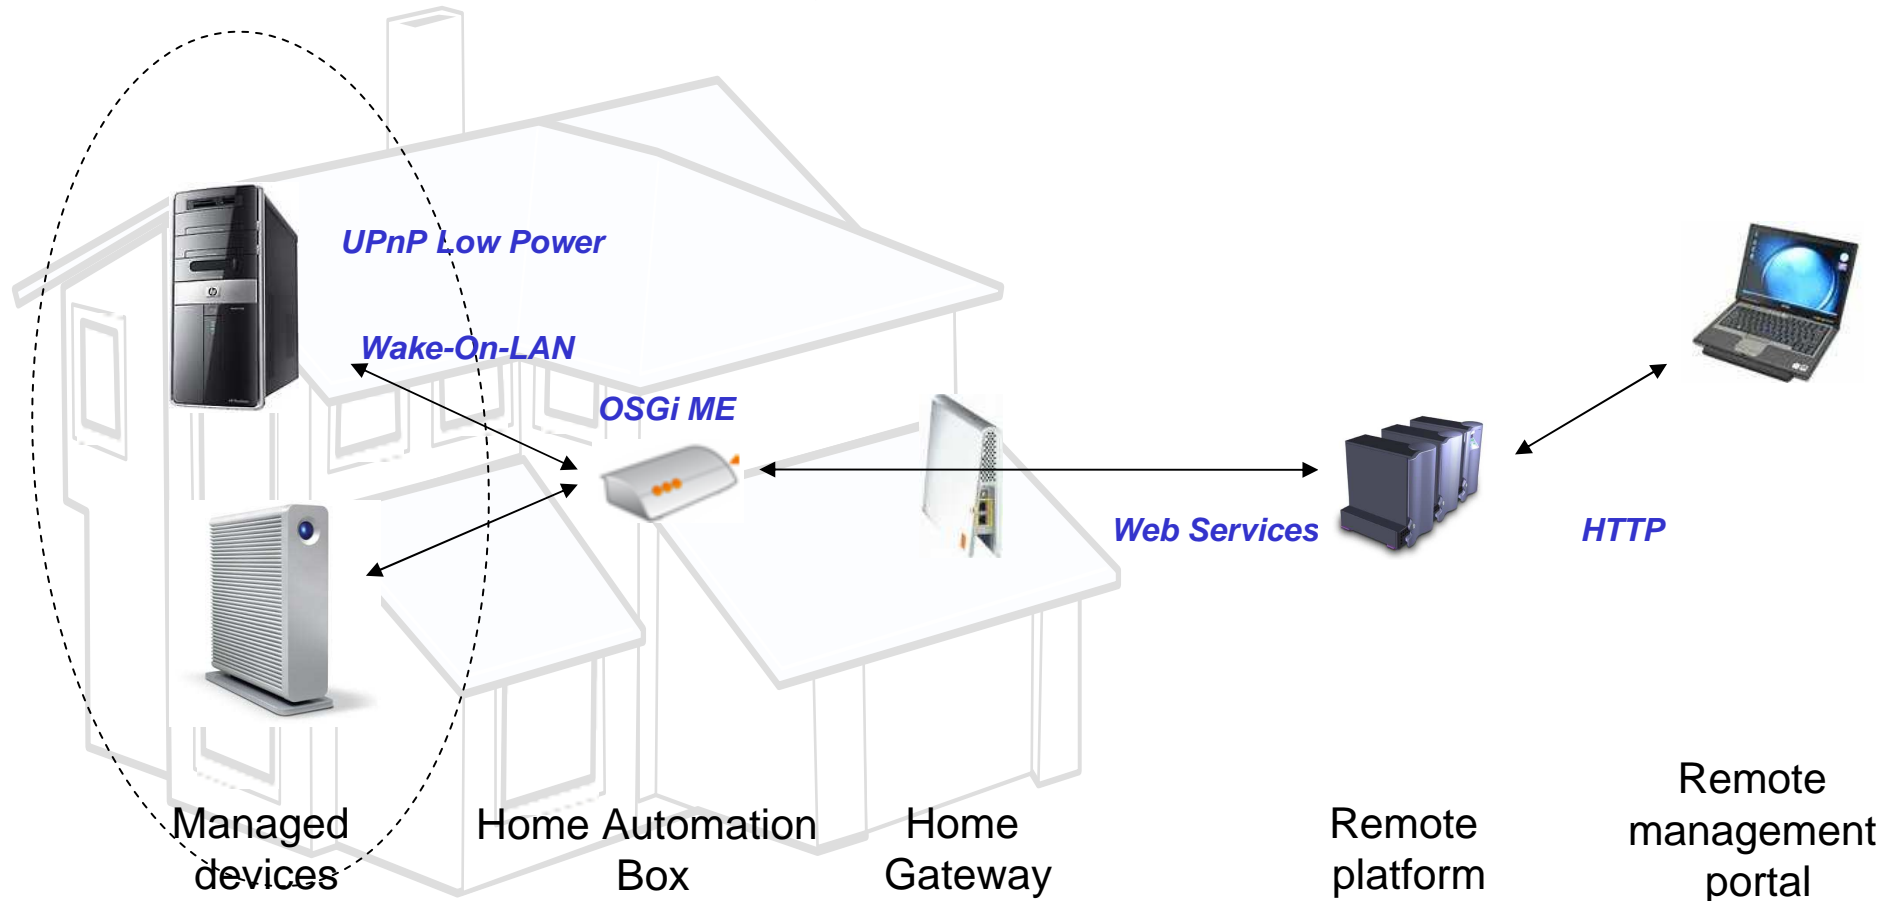 UPnP Low Power
Wake-On-LAN
OSGi ME
Web Services
HTTP
Managed
devices
Home Automation
Box
Home
Gateway
Remote
platform
Remote
management
portal